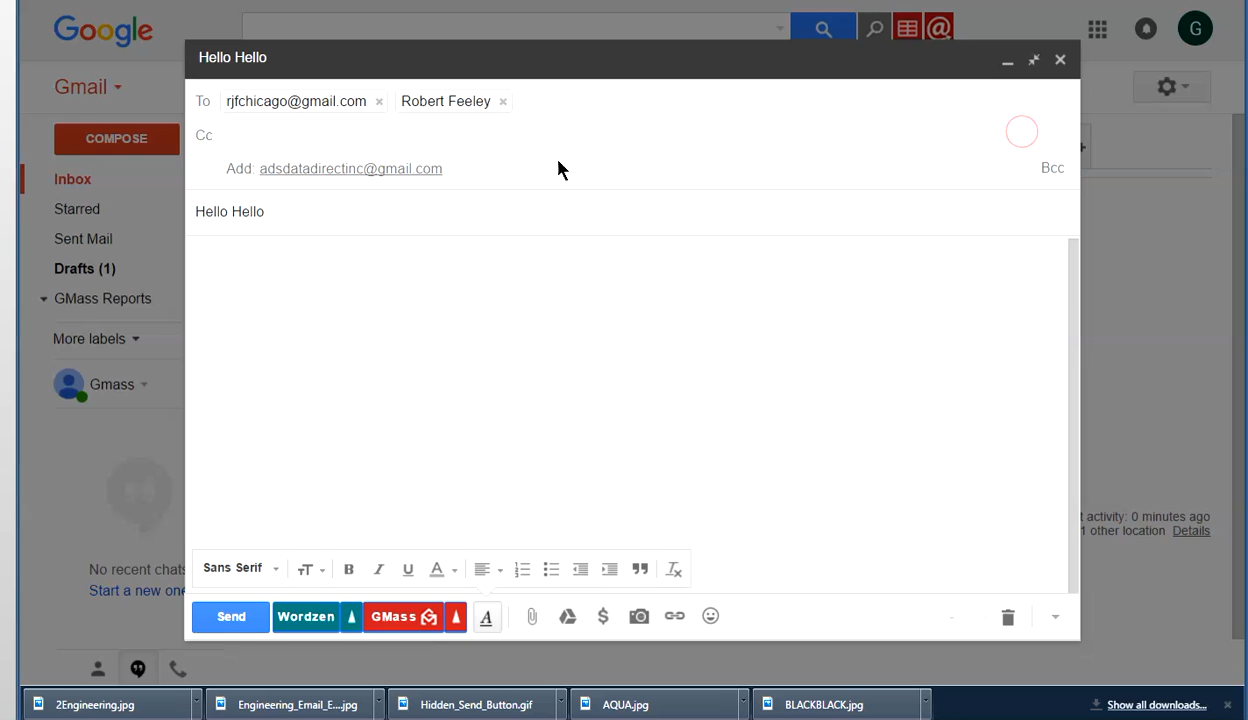 Google
G
Hello Hello
Gmail
To rjfchicago@gmail.com × Robert Feeley ×
Cc
Add: adsdatadirectinc@gmail.com
Bcc
COMPOSE
Inbox
Starred
Sent Mail
Drafts (1)
GMass Reports
More labels
Gmass
Hello Hello
No recent chats
Start a new one
t activity: 0 minutes ago
1 other location Details
Sans Serif
Send Wordzen GMass
2Engineering.jpg
Engineering_Email_E....jpg
Hidden_Send_Button.gif
AQUA.jpg
BLACKBLACK.jpg
Show all downloads...